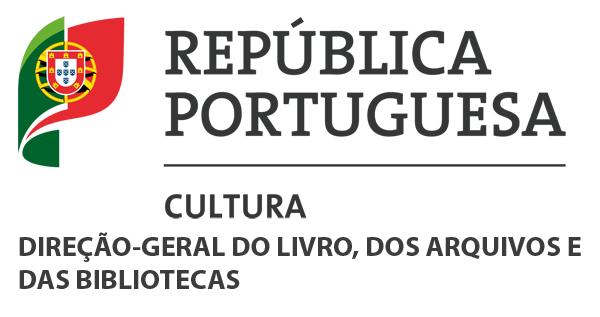 REPÚBLICA
PORTUGUESA
CULTURA
DIREÇÃO-GERAL DO LIVRO, DOS ARQUIVOS E
DAS BIBLIOTECAS